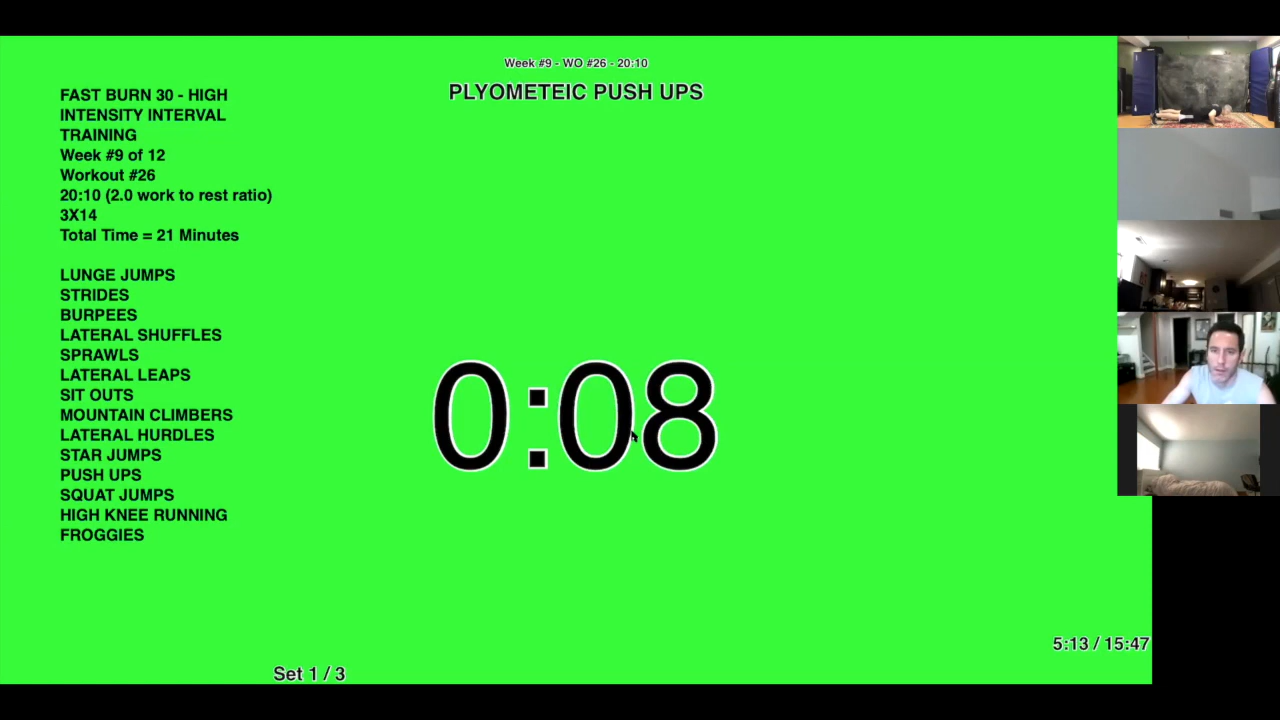 Week #9 - WO #26 - 20:10
PLYOMETEIC PUSH UPS
FAST BURN 30 - HIGH
INTENSITY INTERVAL
TRAINING
Week #9 of 12
Workout #26
20:10 (2.0 work to rest ratio)
3X14
Total Time = 21 Minutes
LUNGE JUMPS
STRIDES
BURPEES
LATERAL SHUFFLES
SPRAWLS
LATERAL LEAPS
SIT OUTS
MOUNTAIN CLIMBERS
LATERAL HURDLES
STAR JUMPS
PUSH UPS
SQUAT JUMPS
HIGH KNEE RUNNING
FROGGIES
0:08
5:13 / 15:47
Set 1 / 3